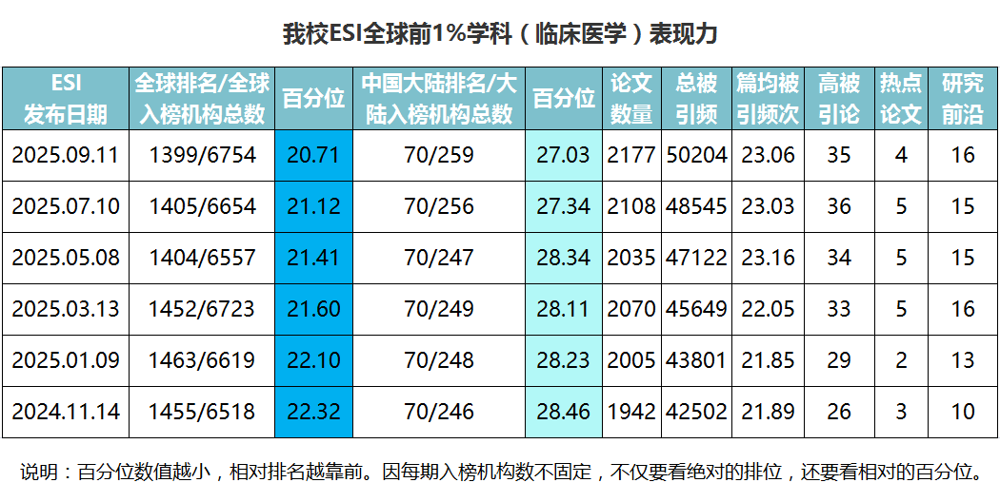 我校ESI全球前1%学科（临床医学）表现力
ESI 发布日期 全球排名/全球入榜机构总数 百分位 中国大陆排名/大陆入榜机构总数 百分位 论文数量 总被引频 篇均被引频次 高被引论 热点论文 研究前沿
2025.09.11 1399/6754 20.71 70/259 27.03 2177 50204 23.06 35 4 16
2025.07.10 1405/6654 21.12 70/256 27.34 2108 48545 23.03 36 5 15
2025.05.08 1404/6557 21.41 70/247 28.34 2035 47122 23.16 34 5 15
2025.03.13 1452/6723 21.60 70/249 28.11 2070 45649 22.05 33 5 16
2025.01.09 1463/6619 22.10 70/248 28.23 2005 43801 21.85 29 2 13
2024.11.14 1455/6518 22.32 70/246 28.46 1942 42502 21.89 26 3 10
说明：百分位数值越小，相对排名越靠前。因每期入榜机构数不固定，不仅要看绝对的排位，还要看相对的百分位。